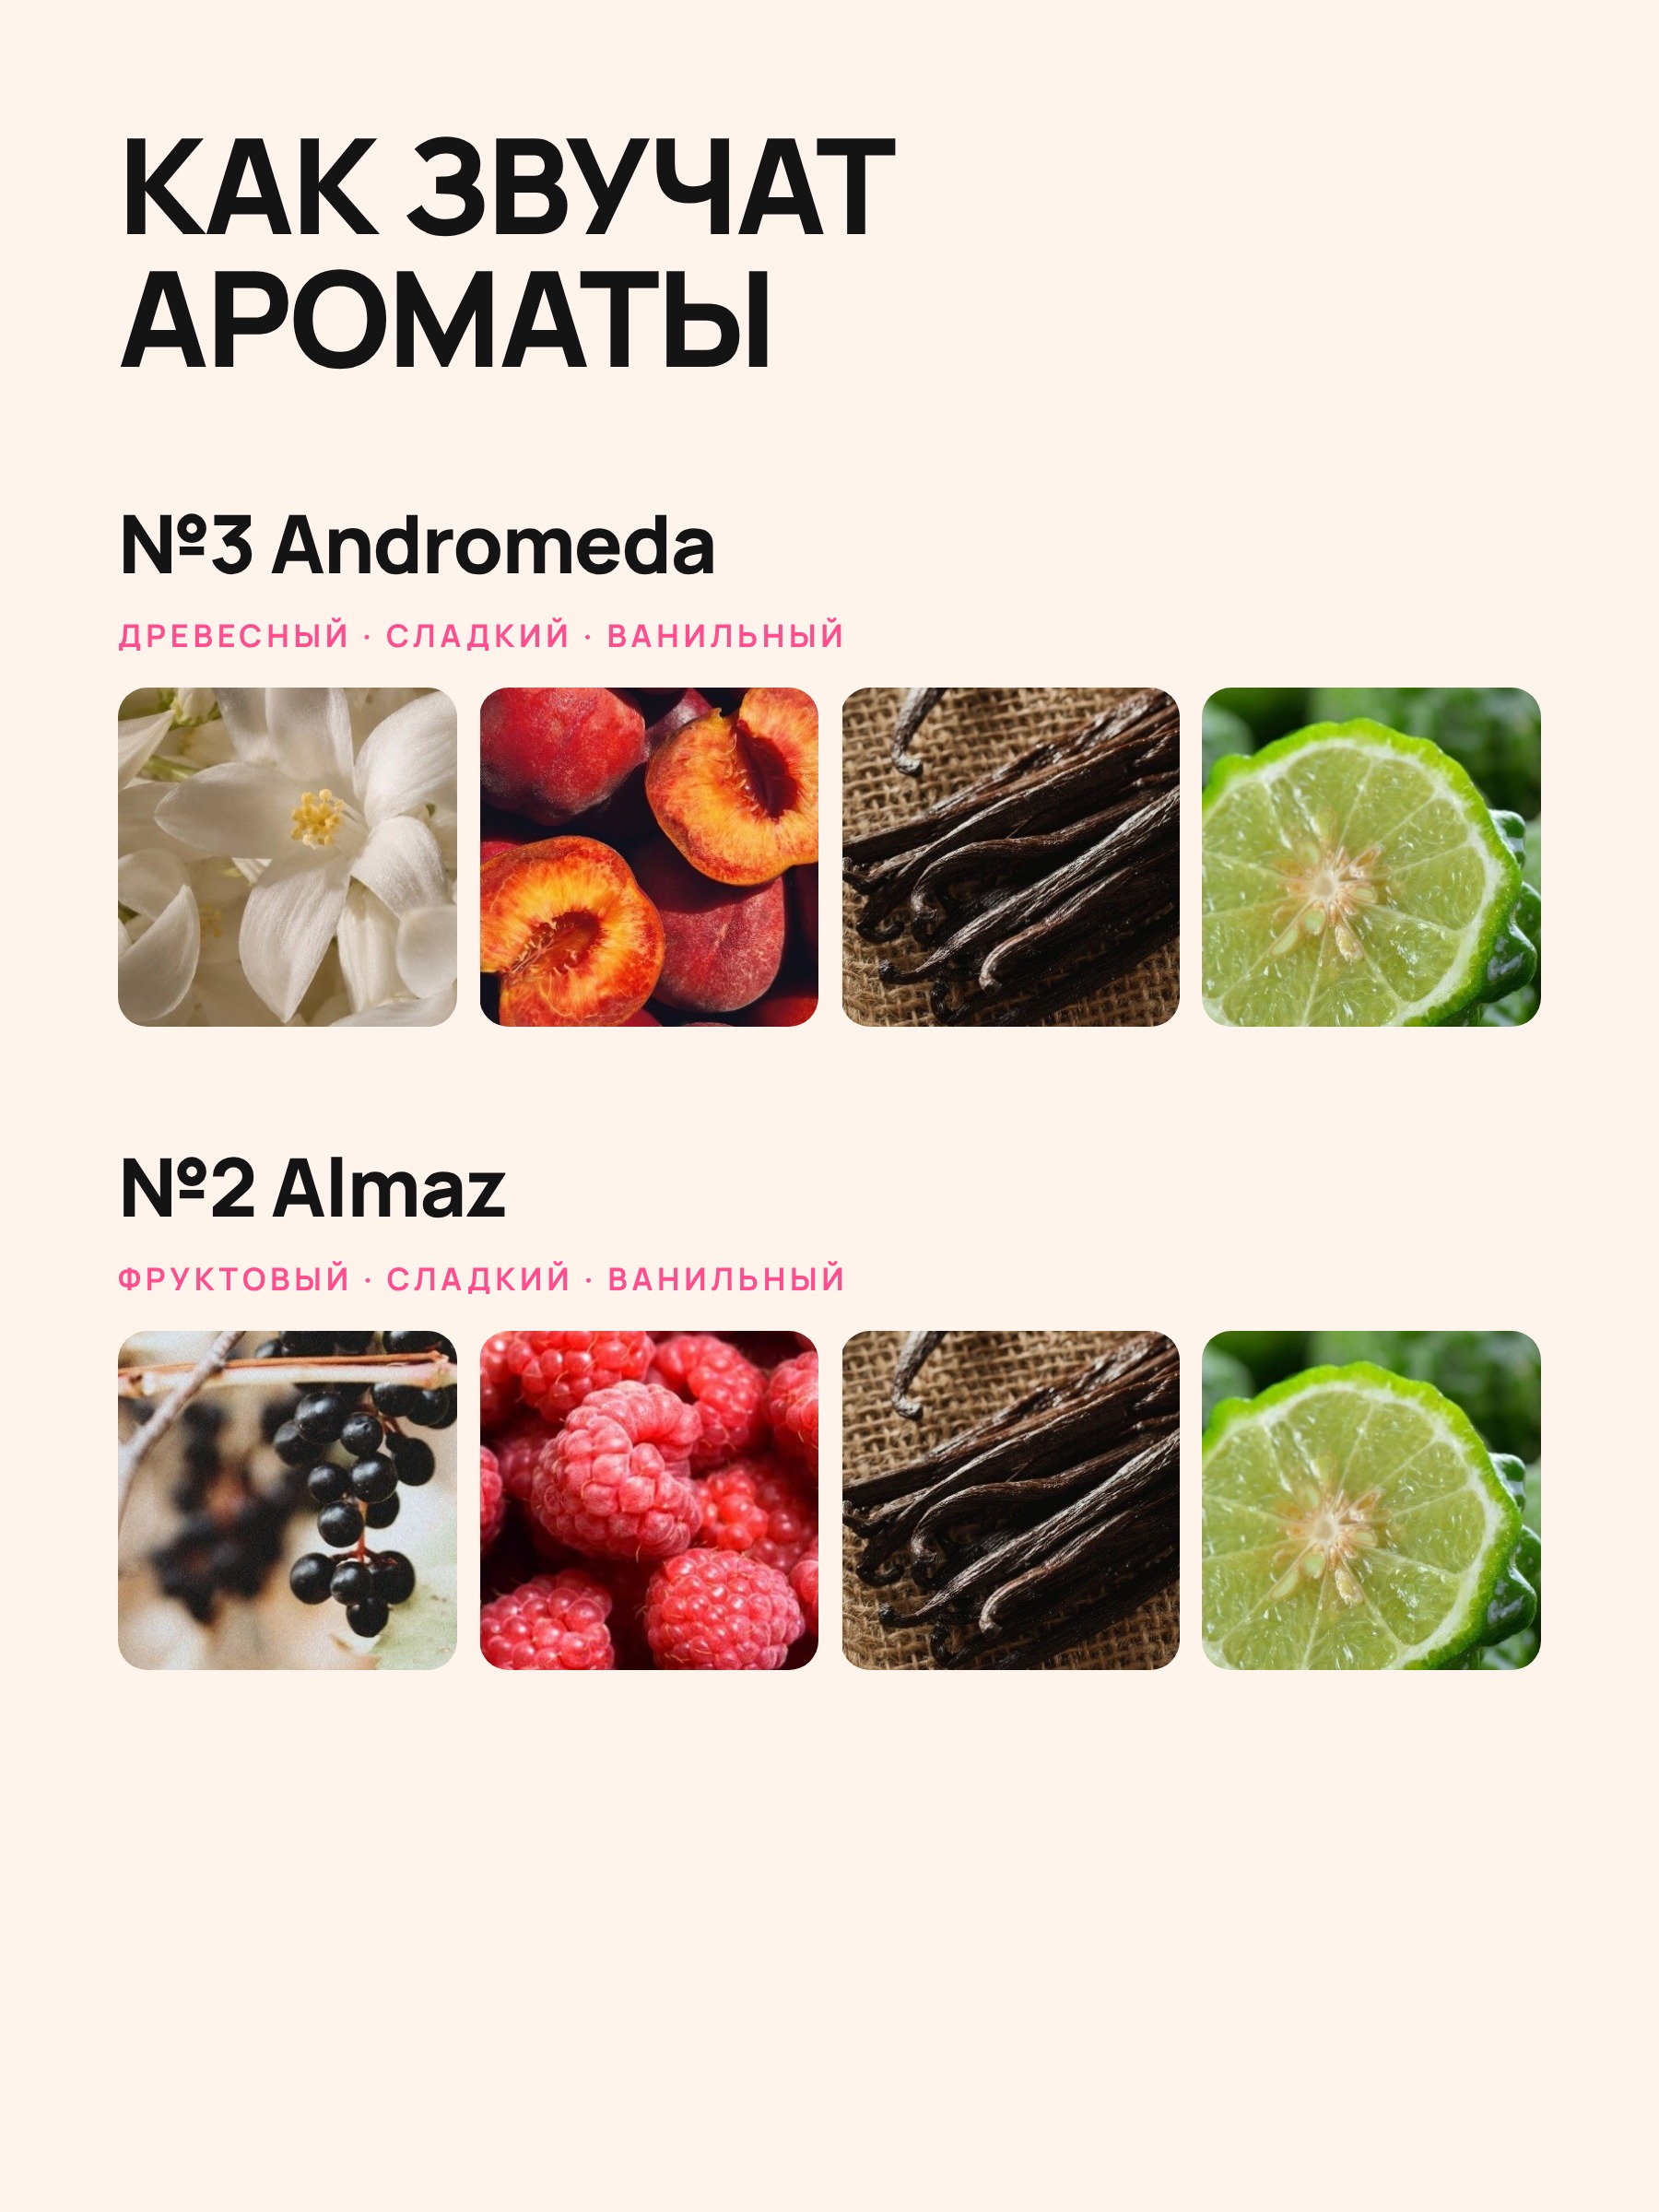 КАК ЗВУЧАТ
АРОМАТЫ
№3 Andromeda
ДРЕВЕСНЫЙ · СЛАДКИЙ · ВАНИЛЬНЫЙ
№2 Almaz
ФРУКТОВЫЙ · СЛАДКИЙ · ВАНИЛЬНЫЙ